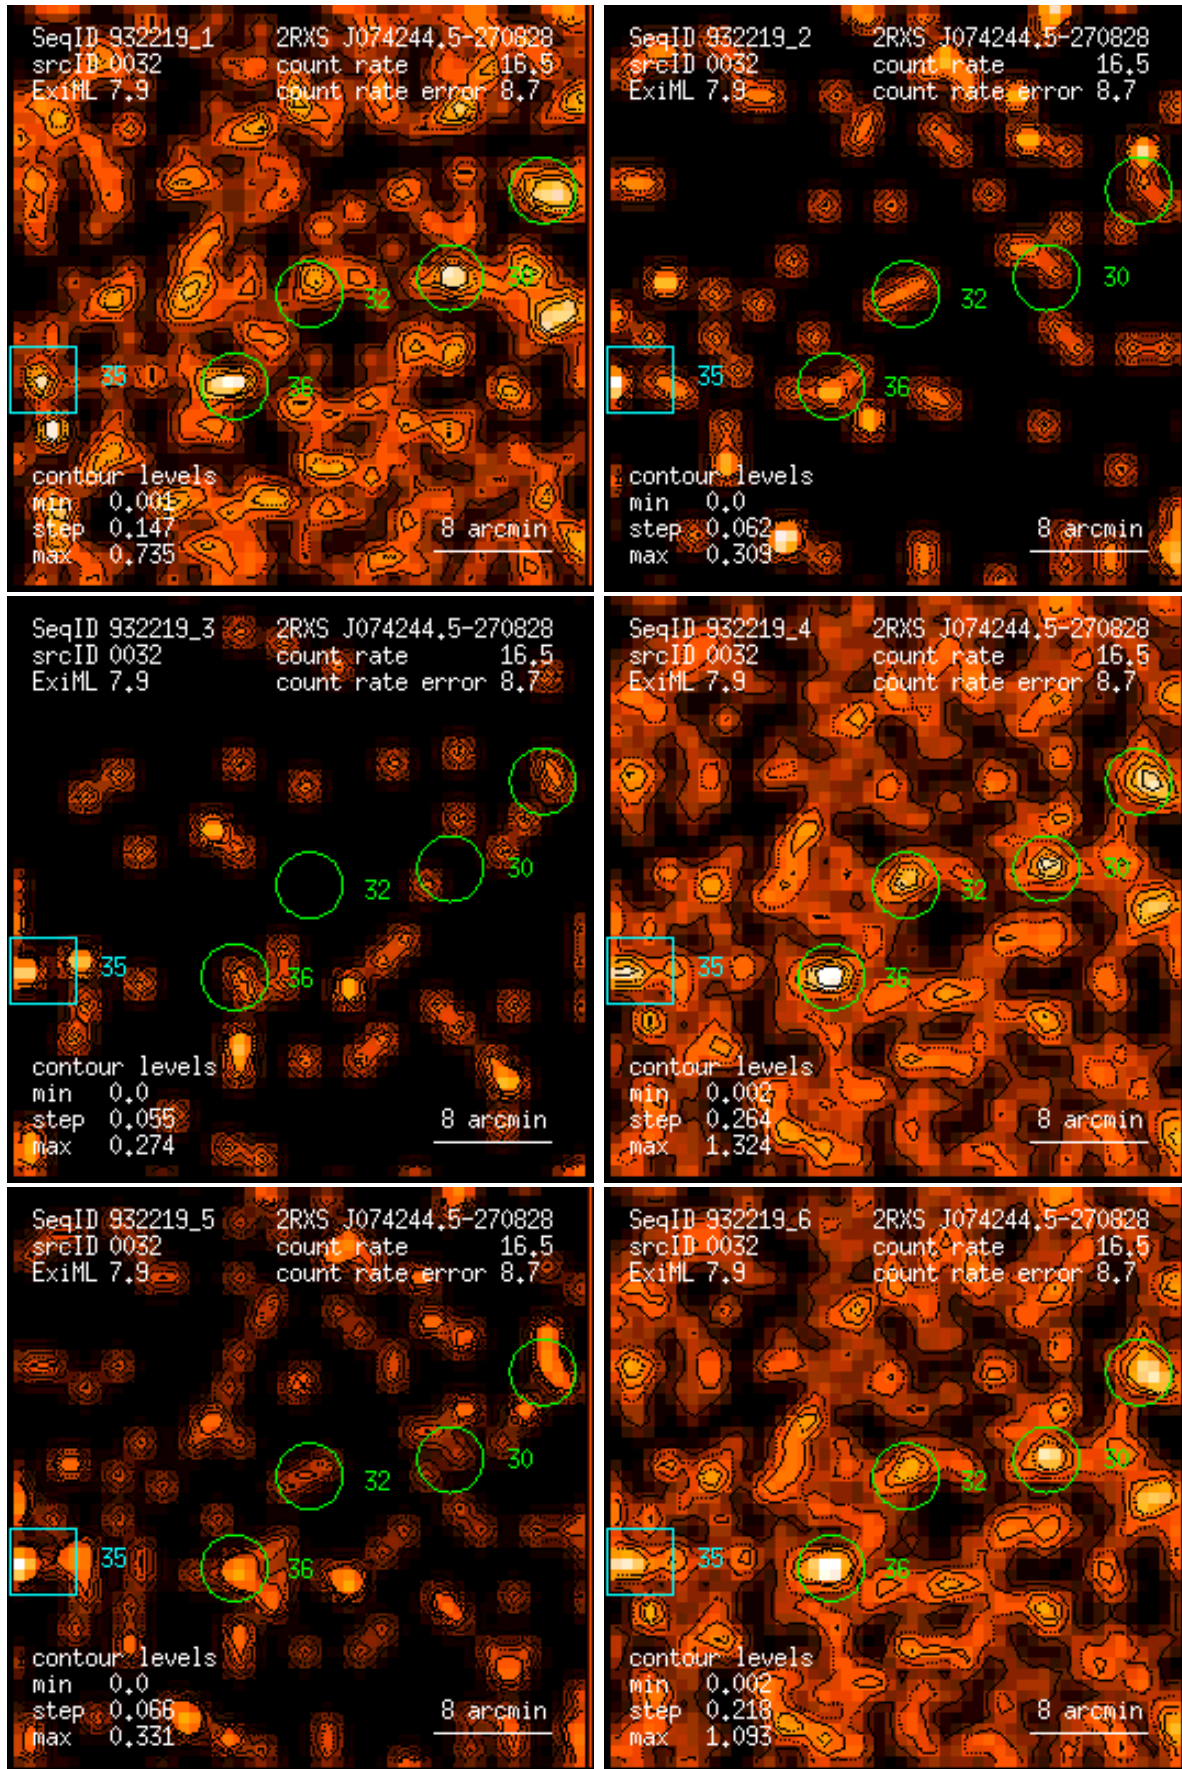 SeqID 932219_1 2RXS J074244.5-270828
srcID 0032 count rate 16.5
ExiML 7.9 count rate error 8.7
30
32
35
36
contour levels
min 0.001
step 0.147
max 0.735
8 arcmin
SeqID 932219_2 2RXS J074244.5-270828
srcID 0032 count rate 16.5
ExiML 7.9 count rate error 8.7
30
32
35
36
contour levels
min 0.0
step 0.062
max 0.309
8 arcmin
SeqID 932219_3 2RXS J074244.5-270828
srcID 0032 count rate 16.5
ExiML 7.9 count rate error 8.7
30
32
35
36
contour levels
min 0.0
step 0.055
max 0.274
8 arcmin
SeqID 932219_4 2RXS J074244.5-270828
srcID 0032 count rate 16.5
ExiML 7.9 count rate error 8.7
30
32
35
36
contour levels
min 0.002
step 0.264
max 1.324
8 arcmin
SeqID 932219_5 2RXS J074244.5-270828
srcID 0032 count rate 16.5
ExiML 7.9 count rate error 8.7
30
32
35
36
contour levels
min 0.0
step 0.066
max 0.331
8 arcmin
SeqID 932219_6 2RXS J074244.5-270828
srcID 0032 count rate 16.5
ExiML 7.9 count rate error 8.7
30
32
35
36
contour levels
min 0.002
step 0.218
max 1.093
8 arcmin